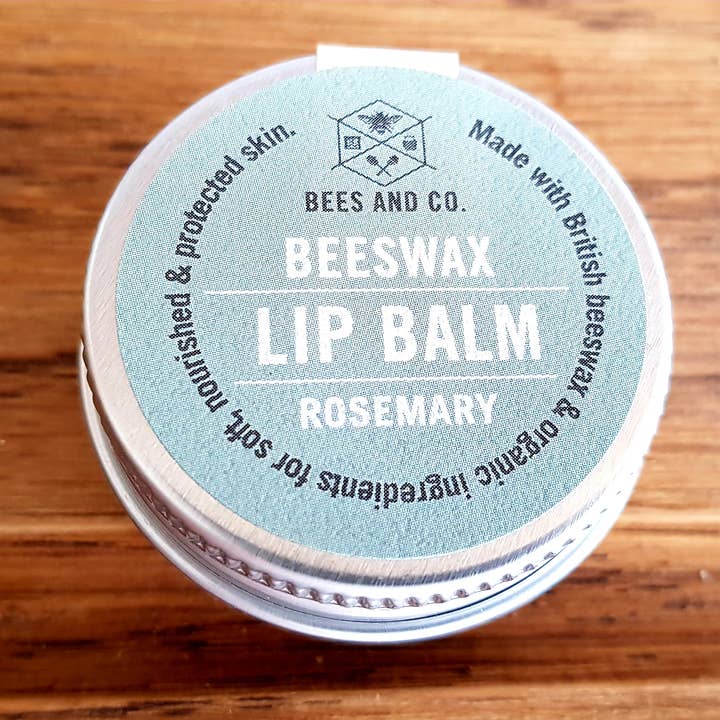 BEES AND CO.
BEESWAX
LIP BALM
ROSEMARY
Made with British beeswax & organic ingredients for soft, nourished & protected skin.